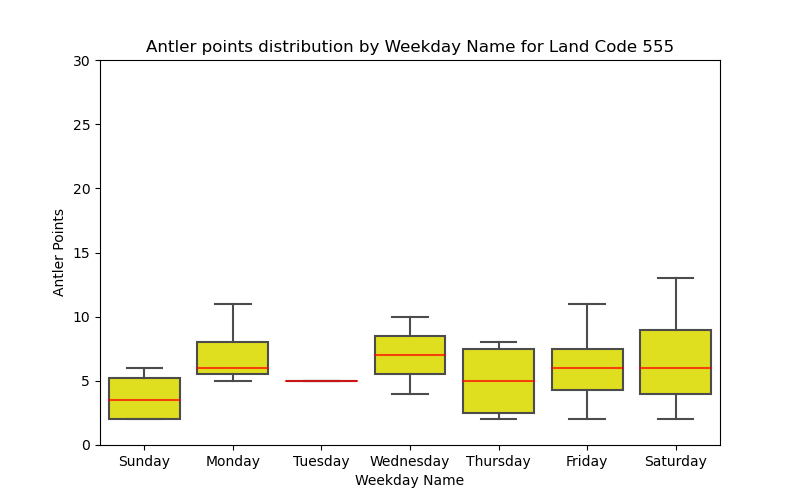 Antler points distribution by Weekday Name for Land Code 555
30
25
20
15
10
5
0
Antler Points
Sunday Monday Tuesday Wednesday Thursday Friday Saturday
Weekday Name